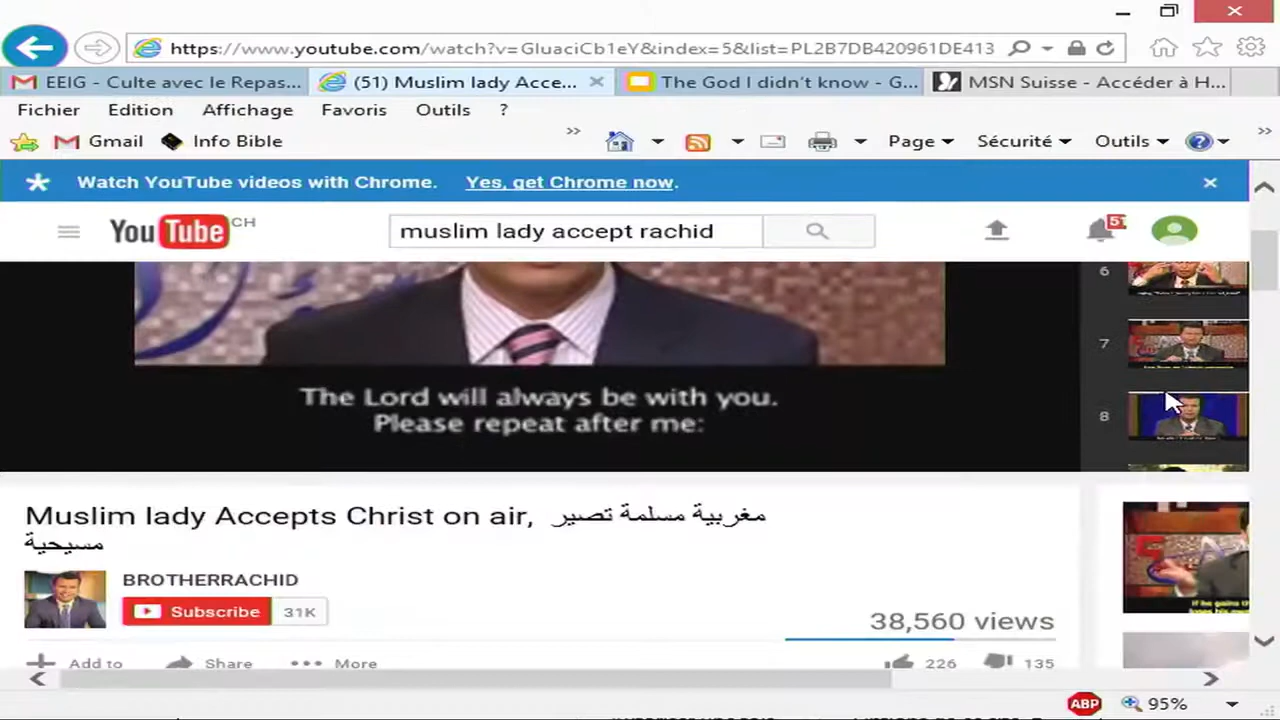 https://www.youtube.com/watch?v=GluaciCb1eY&index=5&list=PL2B7DB420961DE413
EEIG - Culte avec le Repas...
(51) Muslim lady Acce...
The God I didn't know - G...
MSN Suisse - Accéder à H...
Fichier Edition Affichage Favoris Outils ?
Gmail Info Bible
Page Sécurité Outils
Watch YouTube videos with Chrome. Yes, get Chrome now.
YouTube CH
muslim lady accept rachid
51
6
7
8
The Lord will always be with you.
Please repeat after me:
Muslim lady Accepts Christ on air, مغربية مسلمة تصير
مسيحية
BROTHERRACHID
Subscribe 31K
38,560 views
Add to Share More 226 135
ABP 95%